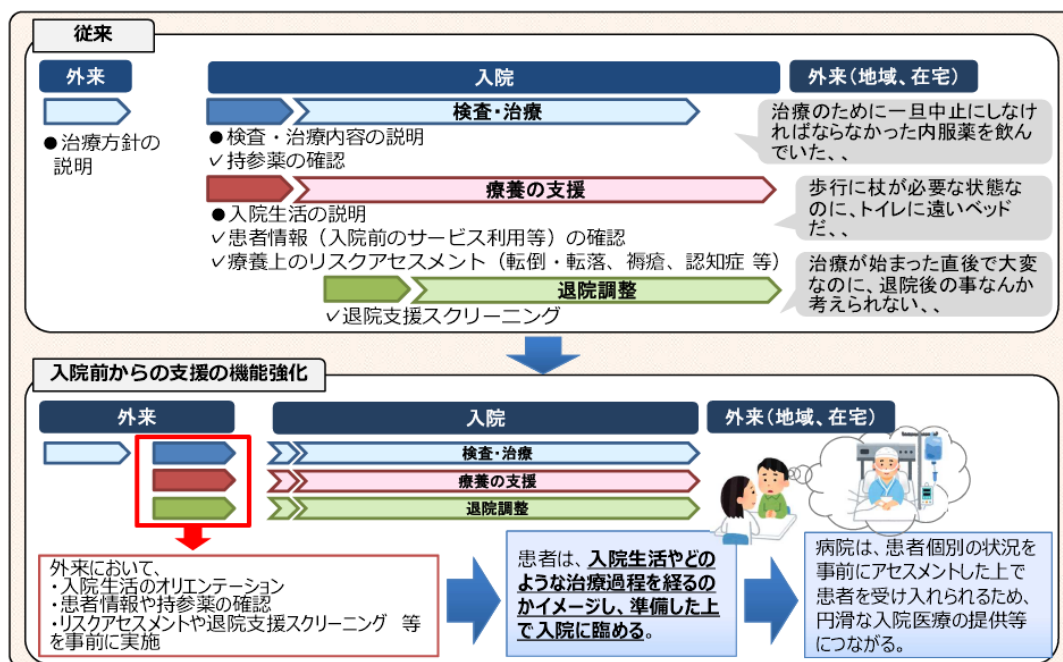 従来
外来
入院
外来(地域、在宅)
検査・治療
●治療方針の
説明
●検査・治療内容の説明
✓持参薬の確認
治療のために一旦中止にしなけ
ればならなかった内服薬を飲ん
でいた、、
療養の支援
●入院生活の説明
✓患者情報(入院前のサービス利用等)の確認
✓療養上のリスクアセスメント(転倒・転落、褥瘡、認知症 等)
歩行に杖が必要な状態な
のに、トイレに遠いベッド
だ、、
退院調整
✓退院支援スクリーニング
治療が始まった直後で大変
なのに、退院後の事なんか
考えられない、、
入院前からの支援の機能強化
外来
入院
外来(地域、在宅)
検査・治療
療養の支援
退院調整
外来において、
・入院生活のオリエンテーション
・患者情報や持参薬の確認
・リスクアセスメントや退院支援スクリーニング 等
を事前に実施
患者は、入院生活やどの
ような治療過程を経るの
かイメージし、準備した上
で入院に臨める。
病院は、患者個別の状況を
事前にアセスメントした上で
患者を受け入れられるため、
円滑な入院医療の提供等
につながる。